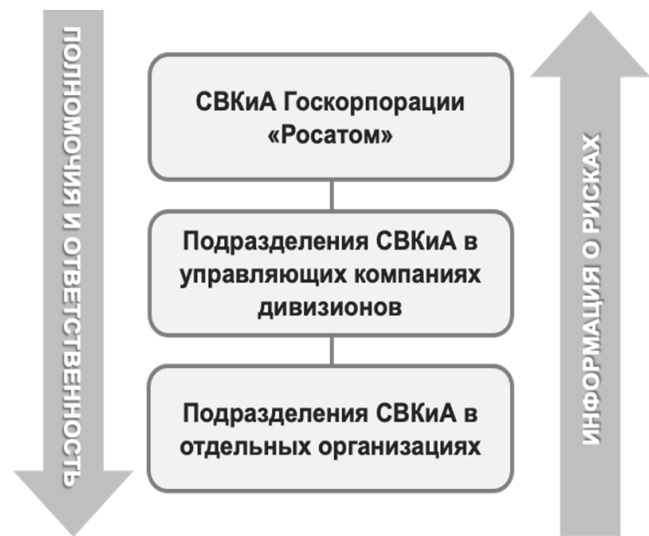 ПОЛНОМОЧИЯ И ОТВЕТСТВЕННОСТЬ
СВКиА Госкорпорации
«Росатом»
Подразделения СВКиА в
управляющих компаниях
дивизионов
Подразделения СВКиА в
отдельных организациях
ИНФОРМАЦИЯ О РИСКАХ